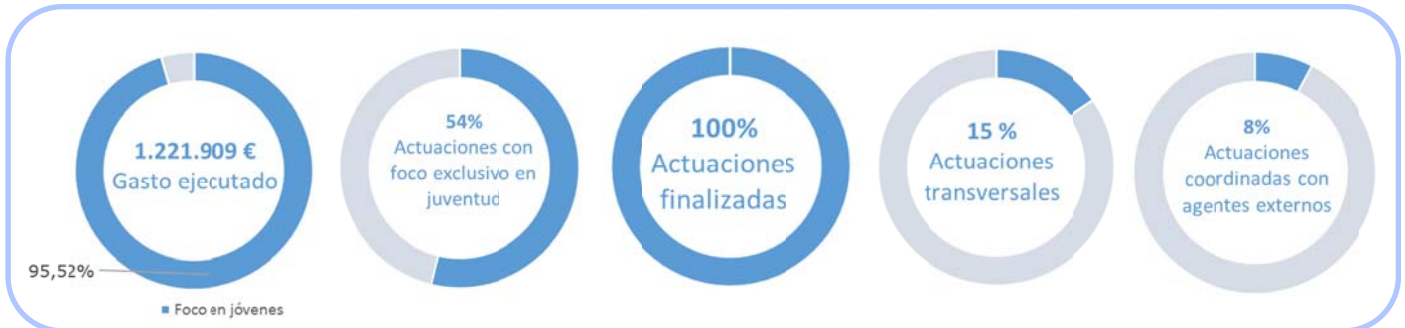 1.221.909 €
Gasto ejecutado
95,52%
Foco en jóvenes
54%
Actuaciones con
foco exclusivo en
juventud
100%
Actuaciones
finalizadas
15 %
Actuaciones
transversales
8%
Actuaciones
coordinadas con
agentes externos